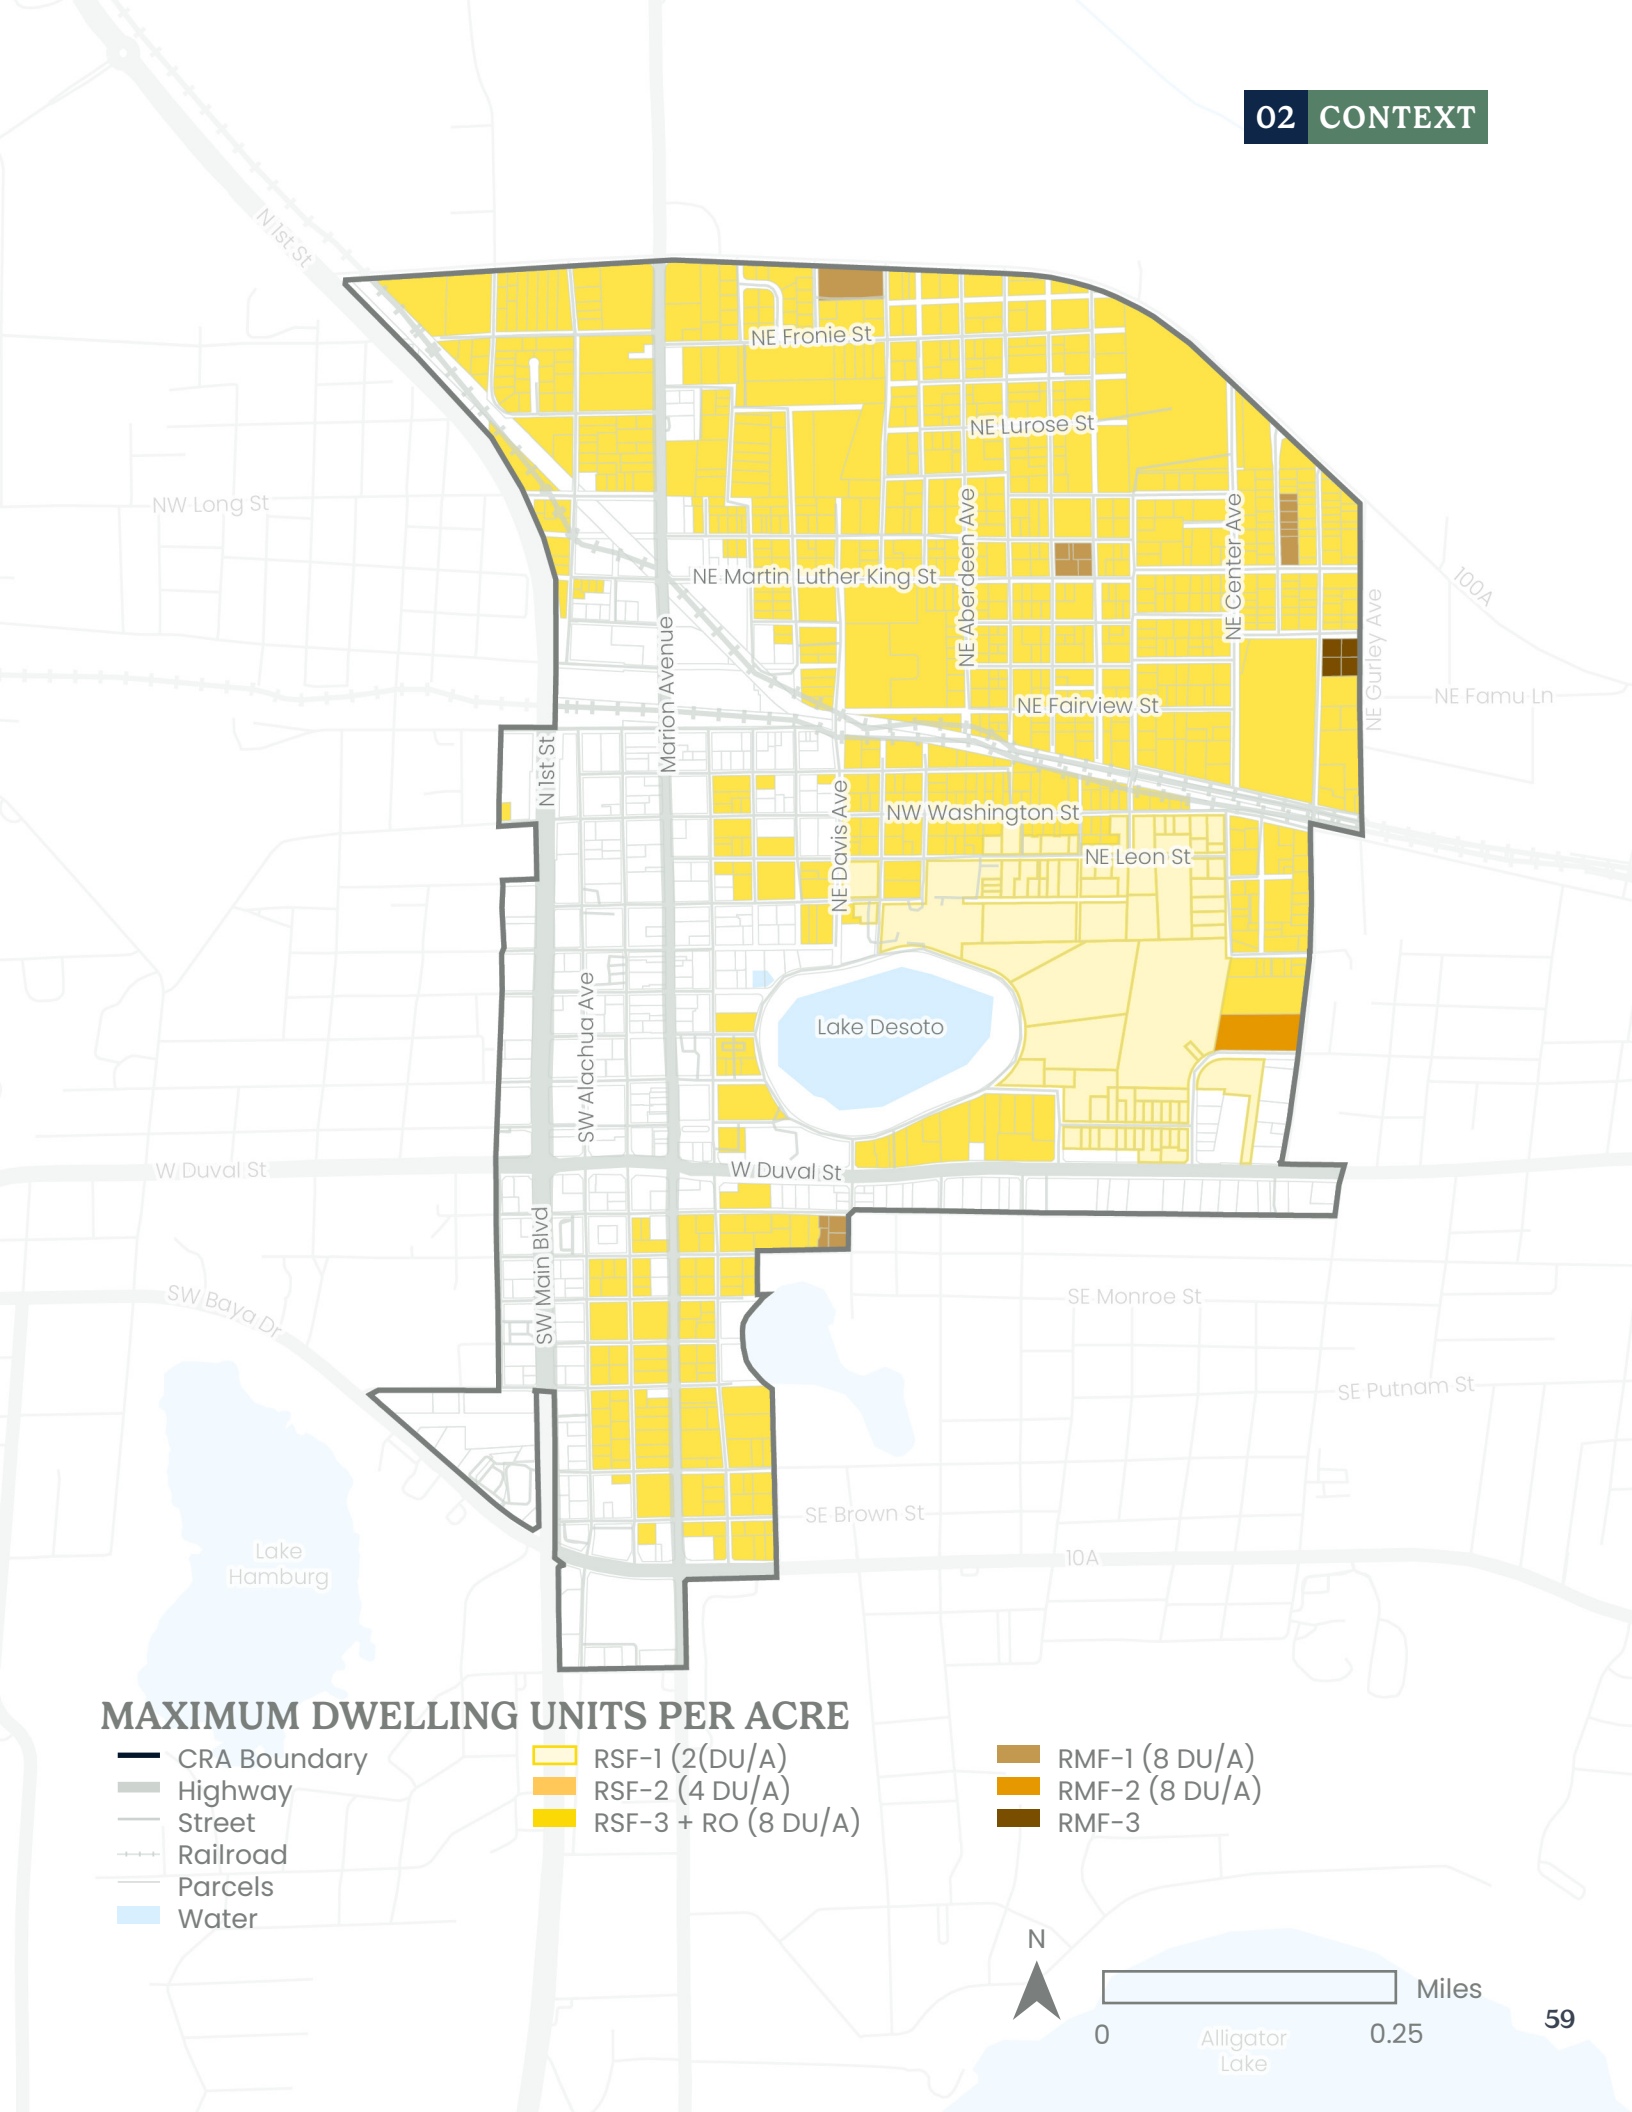 02 CONTEXT
N 1st St
NE Fronie St
NE Lurose St
NW Long St
NE Aberdeen Ave
NE Center Ave
NE Martin Luther King St
100A
NE Gurley Ave
Marion Avenue
NE Famu Ln
NE Fairview St
N 1st St
NE Davis Ave
NW Washington St
NE Leon St
SW Alachua Ave
Lake Desoto
W Duval St
W Duval St
SW Main Blvd
SW Baya Dr
SE Monroe St
SE Putnam St
SE Brown St
Lake
Hamburg
10A
MAXIMUM DWELLING UNITS PER ACRE
CRA Boundary
Highway
Street
Railroad
Parcels
Water
RSF-1 (2(DU/A)
RSF-2 (4 DU/A)
RSF-3 + RO (8 DU/A)
RMF-1 (8 DU/A)
RMF-2 (8 DU/A)
RMF-3
N
Miles
0
0.25
Alligator
Lake
59